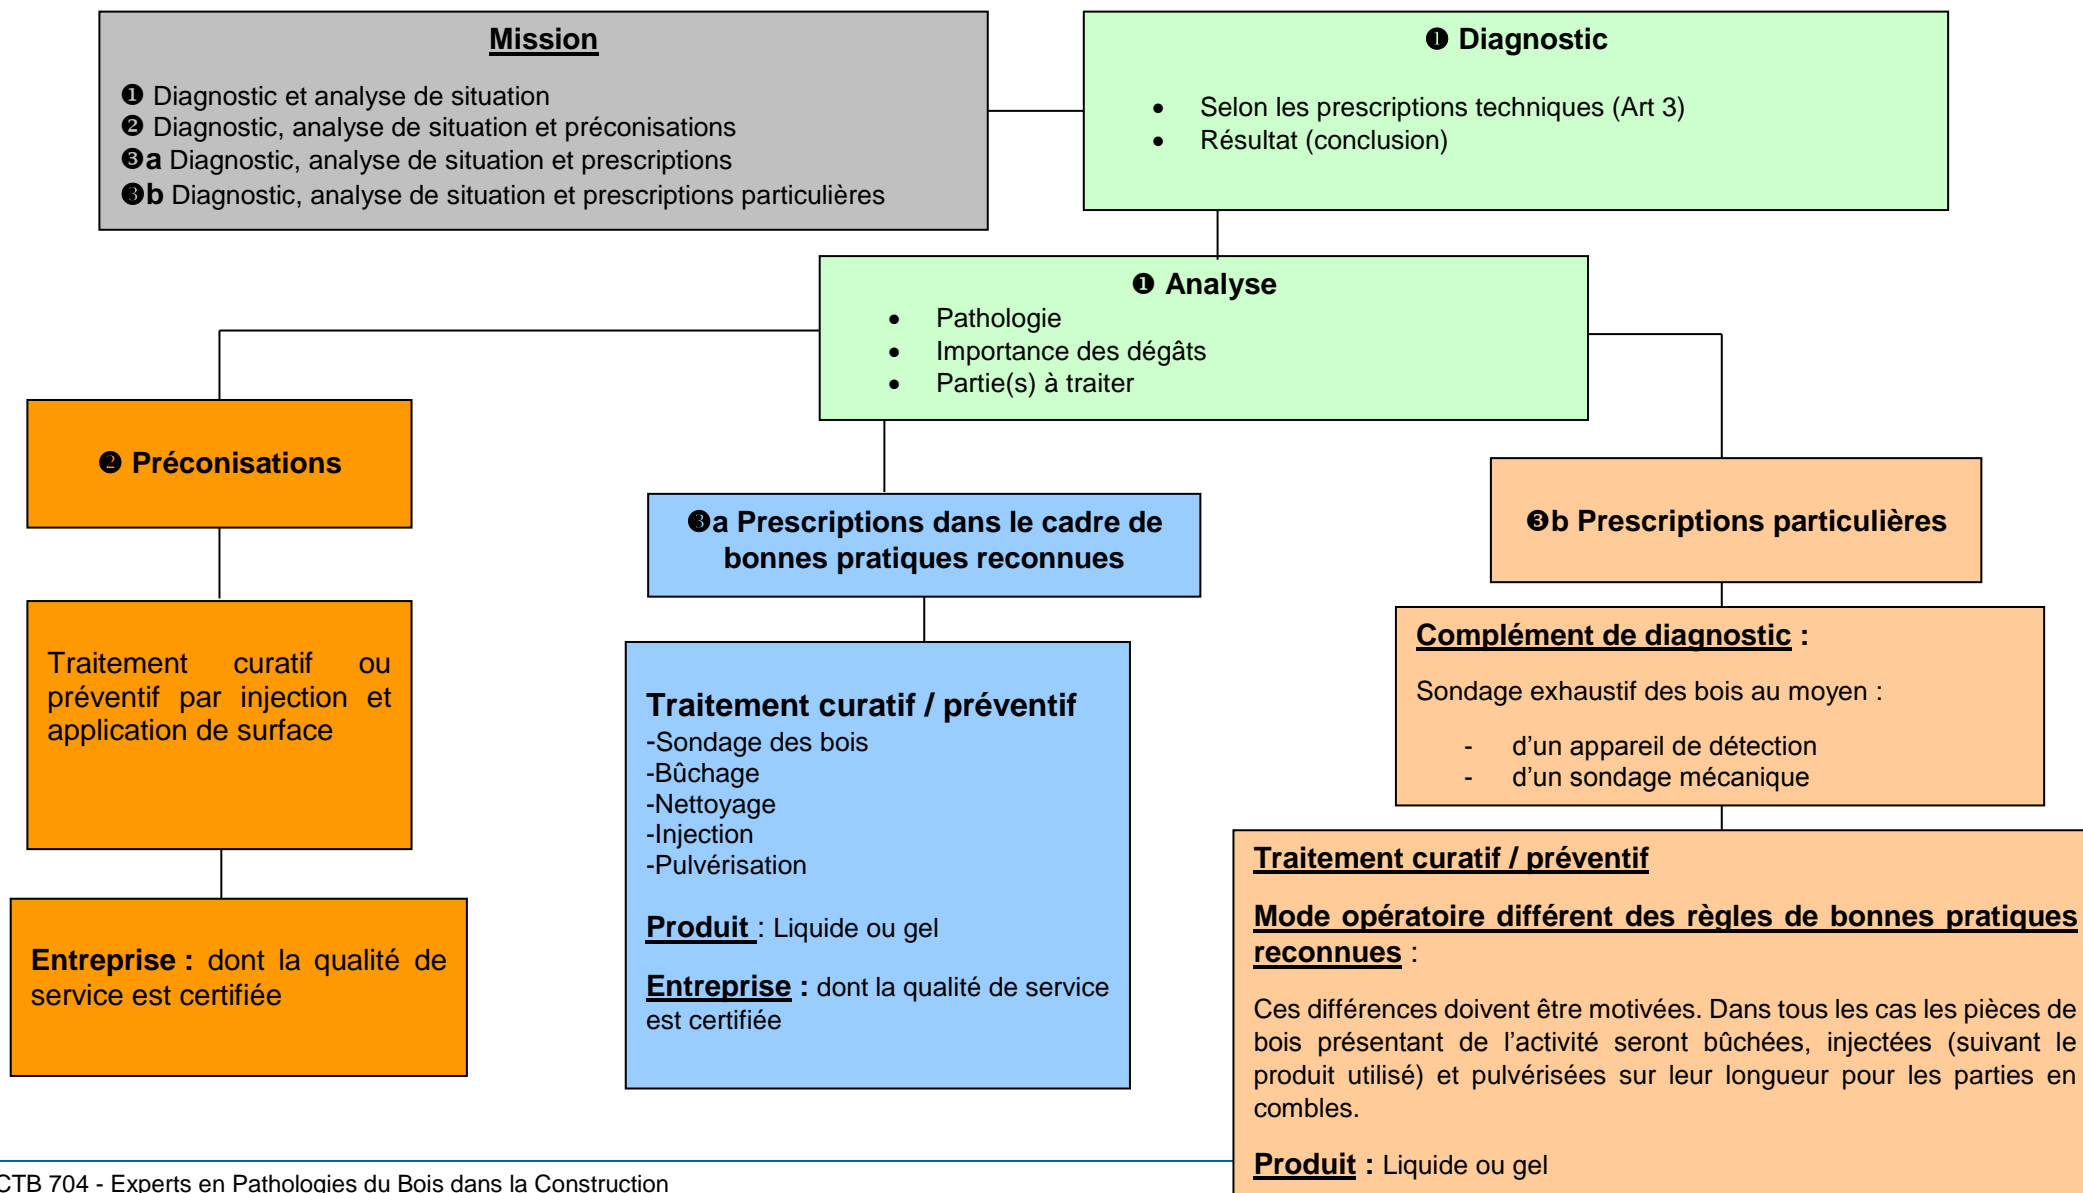 Mission
❶ Diagnostic et analyse de situation
❷ Diagnostic, analyse de situation et préconisations
❸a Diagnostic, analyse de situation et prescriptions
❸b Diagnostic, analyse de situation et prescriptions particulières
❶ Diagnostic
• Selon les prescriptions techniques (Art 3)
• Résultat (conclusion)
❶ Analyse
• Pathologie
• Importance des dégâts
• Partie(s) à traiter
❷ Préconisations
Traitement curatif ou
préventif par injection et
application de surface
Entreprise : dont la qualité de
service est certifiée
❸a Prescriptions dans le cadre de
bonnes pratiques reconnues
Traitement curatif / préventif
-Sondage des bois
-Bûchage
-Nettoyage
-Injection
-Pulvérisation
Produit : Liquide ou gel
Entreprise : dont la qualité de service
est certifiée
❸b Prescriptions particulières
Complément de diagnostic :
Sondage exhaustif des bois au moyen :
- d’un appareil de détection
- d’un sondage mécanique
Traitement curatif / préventif
Mode opératoire différent des règles de bonnes pratiques
reconnues :
Ces différences doivent être motivées. Dans tous les cas les pièces de
bois présentant de l’activité seront bûchées, injectées (suivant le
produit utilisé) et pulvérisées sur leur longueur pour les parties en
combles.
Produit : Liquide ou gel
CTB 704 - Experts en Pathologies du Bois dans la Construction